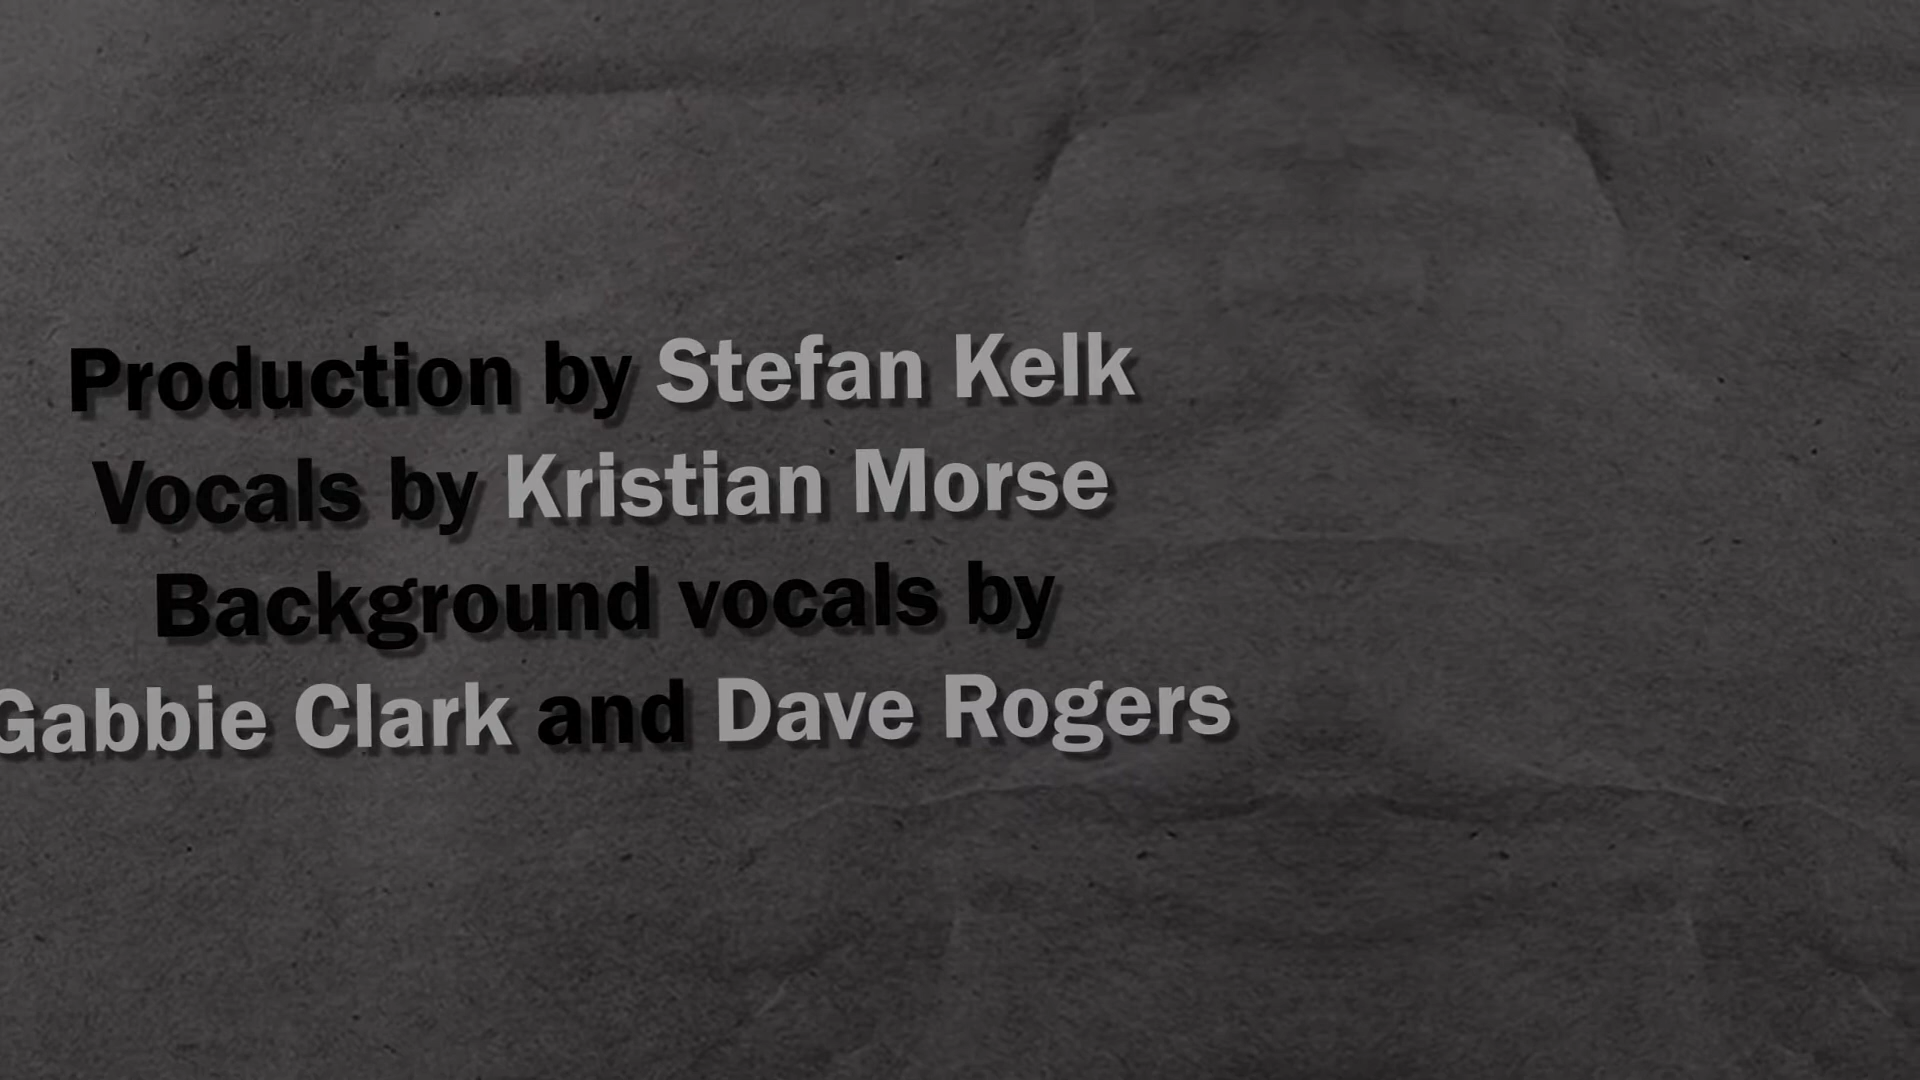 Production by Stefan Kelk
Vocals by Kristian Morse
Background vocals by
Gabbie Clark and Dave Rogers